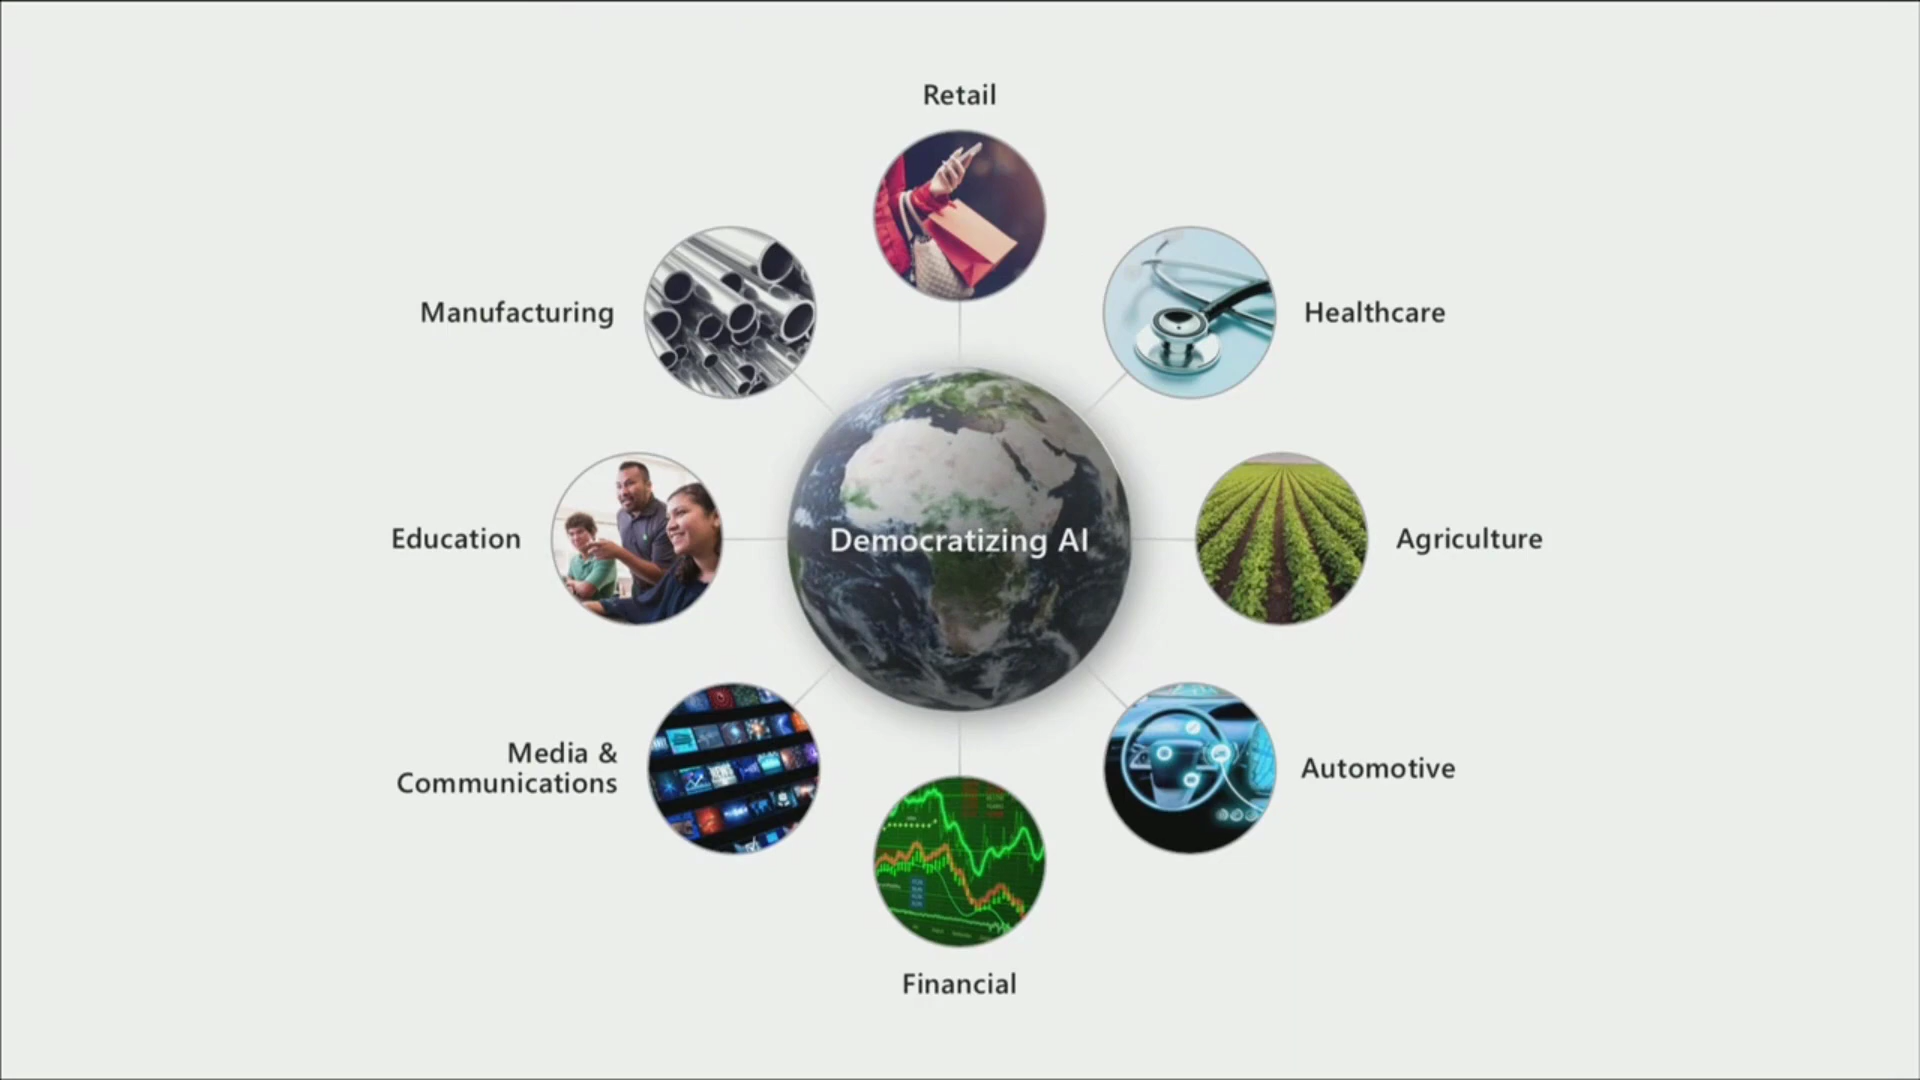 Retail
Manufacturing
Healthcare
Education
Democratizing AI
Agriculture
Media &
Communications
Automotive
Financial